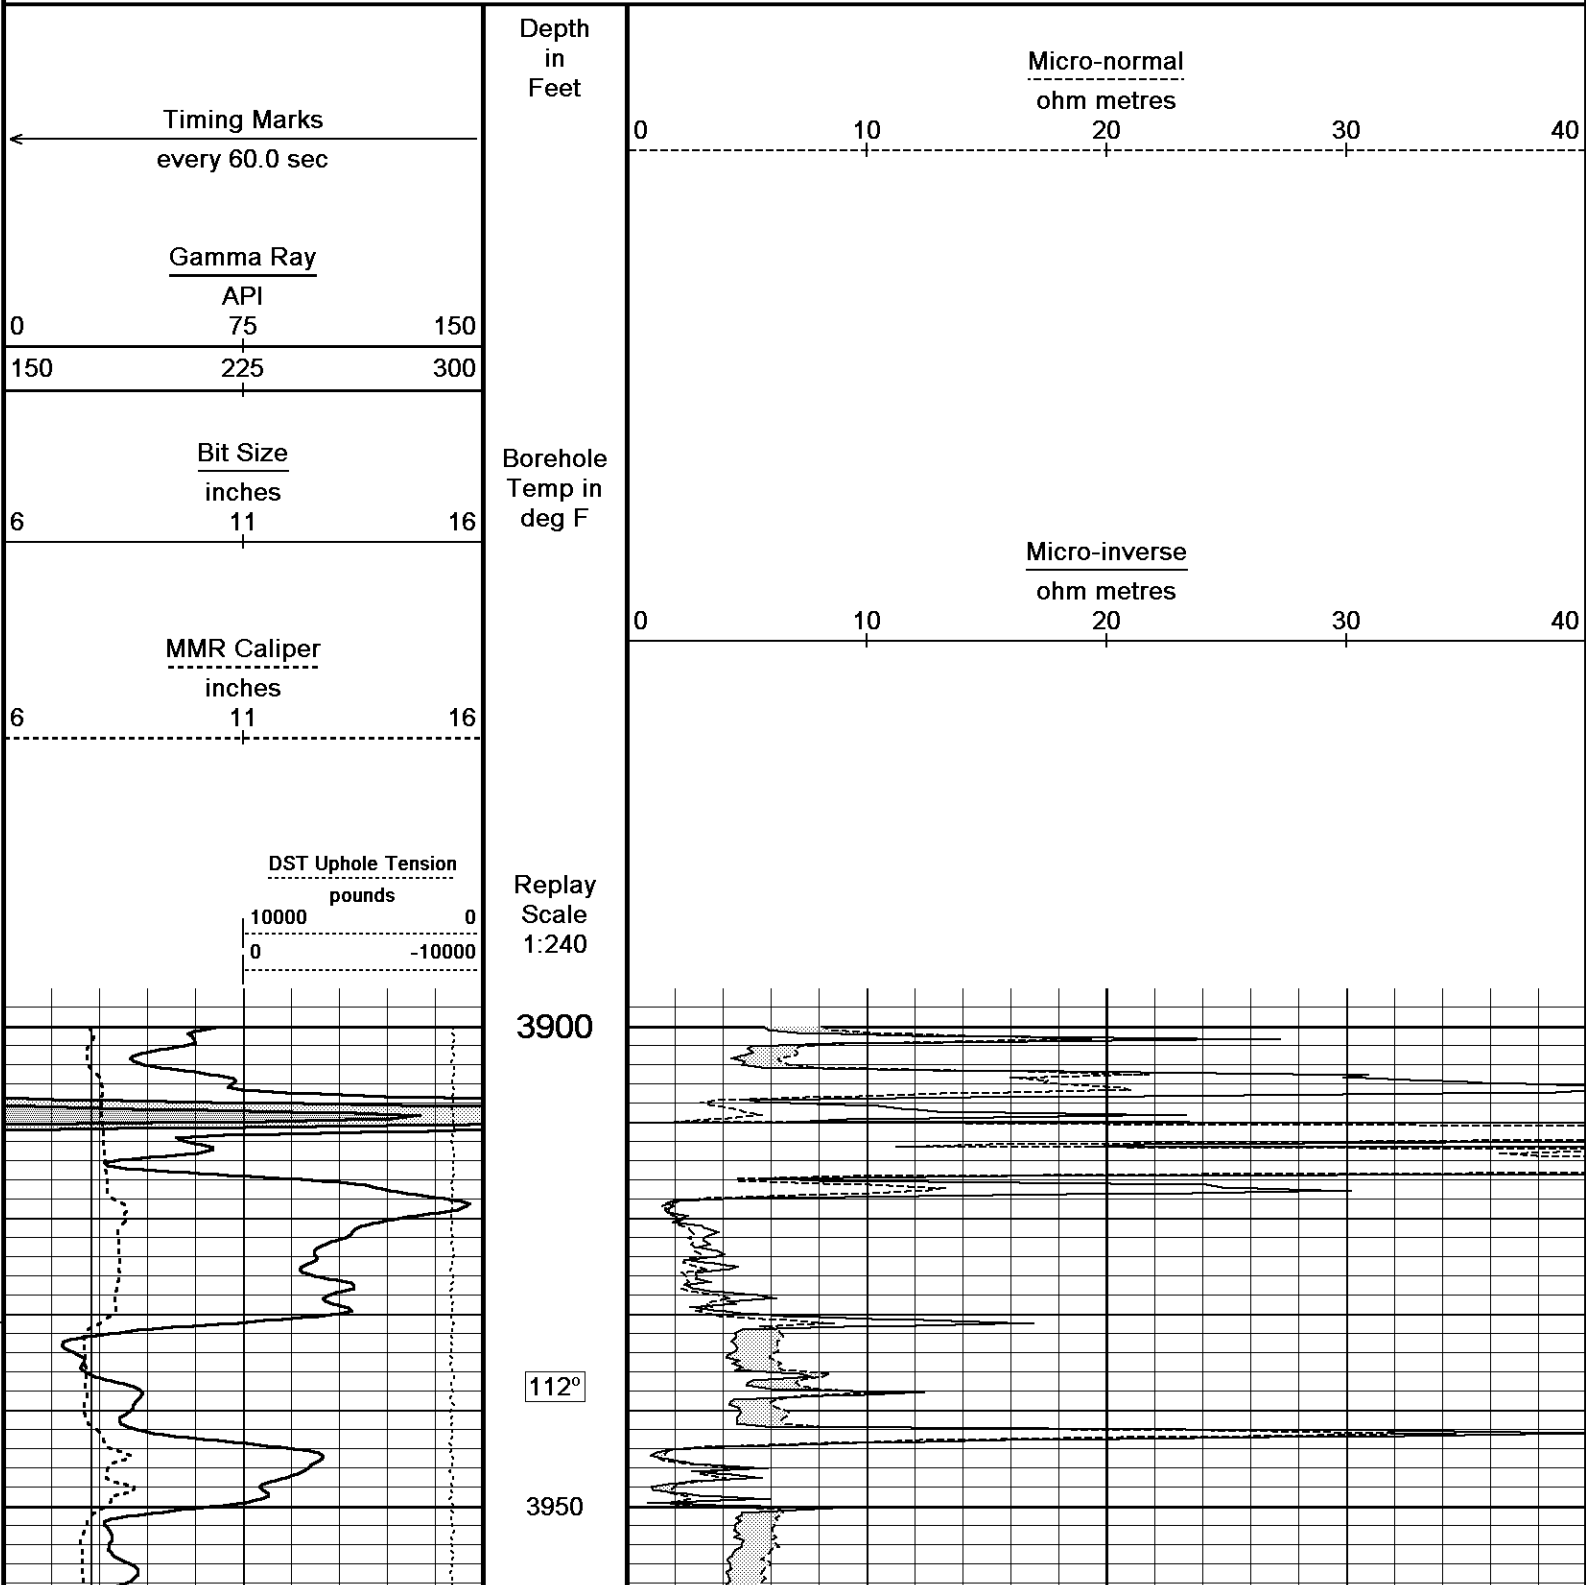 Timing Marks
every 60.0 sec
Gamma Ray
API
0 75 150
150 225 300
Bit Size
inches
6 11 16
MMR Caliper
inches
6 11 16
DST Uphole Tension
pounds
10000 0
0 -10000
Depth
in
Feet
Borehole
Temp in
deg F
Replay
Scale
1:240
3900
112º
3950
Micro-normal
ohm metres
0 10 20 30 40
Micro-inverse
ohm metres
0 10 20 30 40